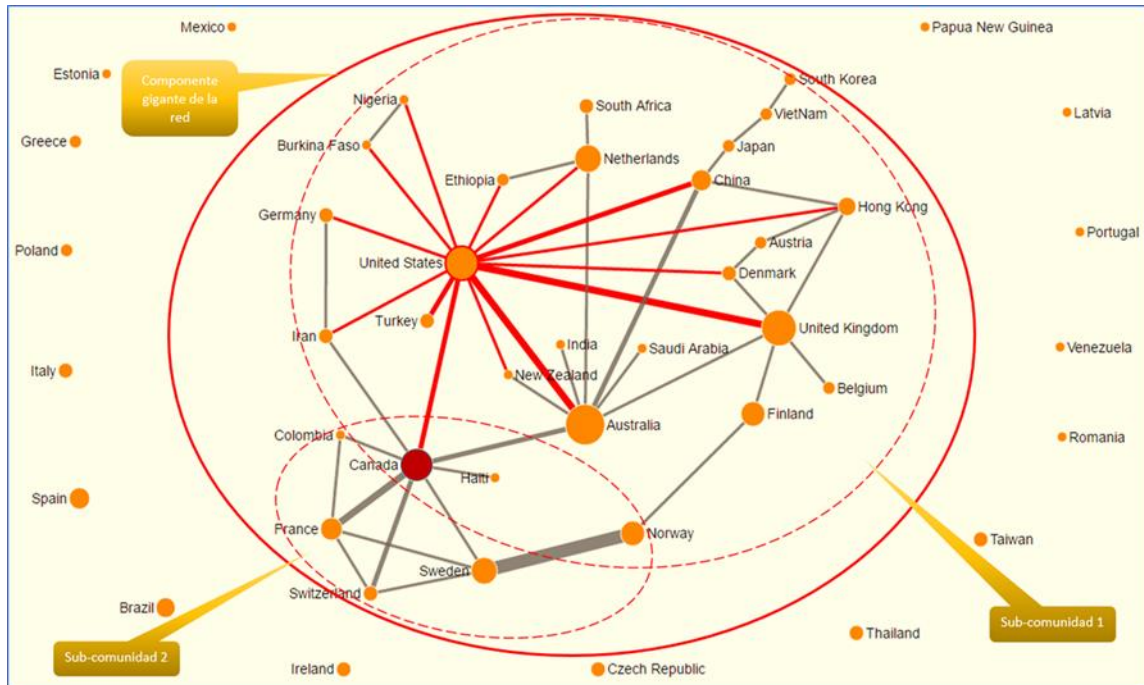 Mexico
Papua New Guinea
Estonia
Componente
gigante de la
red
South Korea
Nigeria
South Africa
VietNam
Latvia
Greece
Burkina Faso
Netherlands
Japan
Ethiopia
China
Germany
Hong Kong
Poland
United States
Austria
Portugal
Denmark
Turkey
United Kingdom
Iran
India
Saudi Arabia
Venezuela
Italy
New Zealand
Belgium
Finland
Australia
Colombia
Romania
Canada
Haiti
Spain
France
Norway
Taiwan
Sweden
Switzerland
Brazil
Sub-comunidad 1
Thailand
Sub-comunidad 2
Ireland
Czech Republic